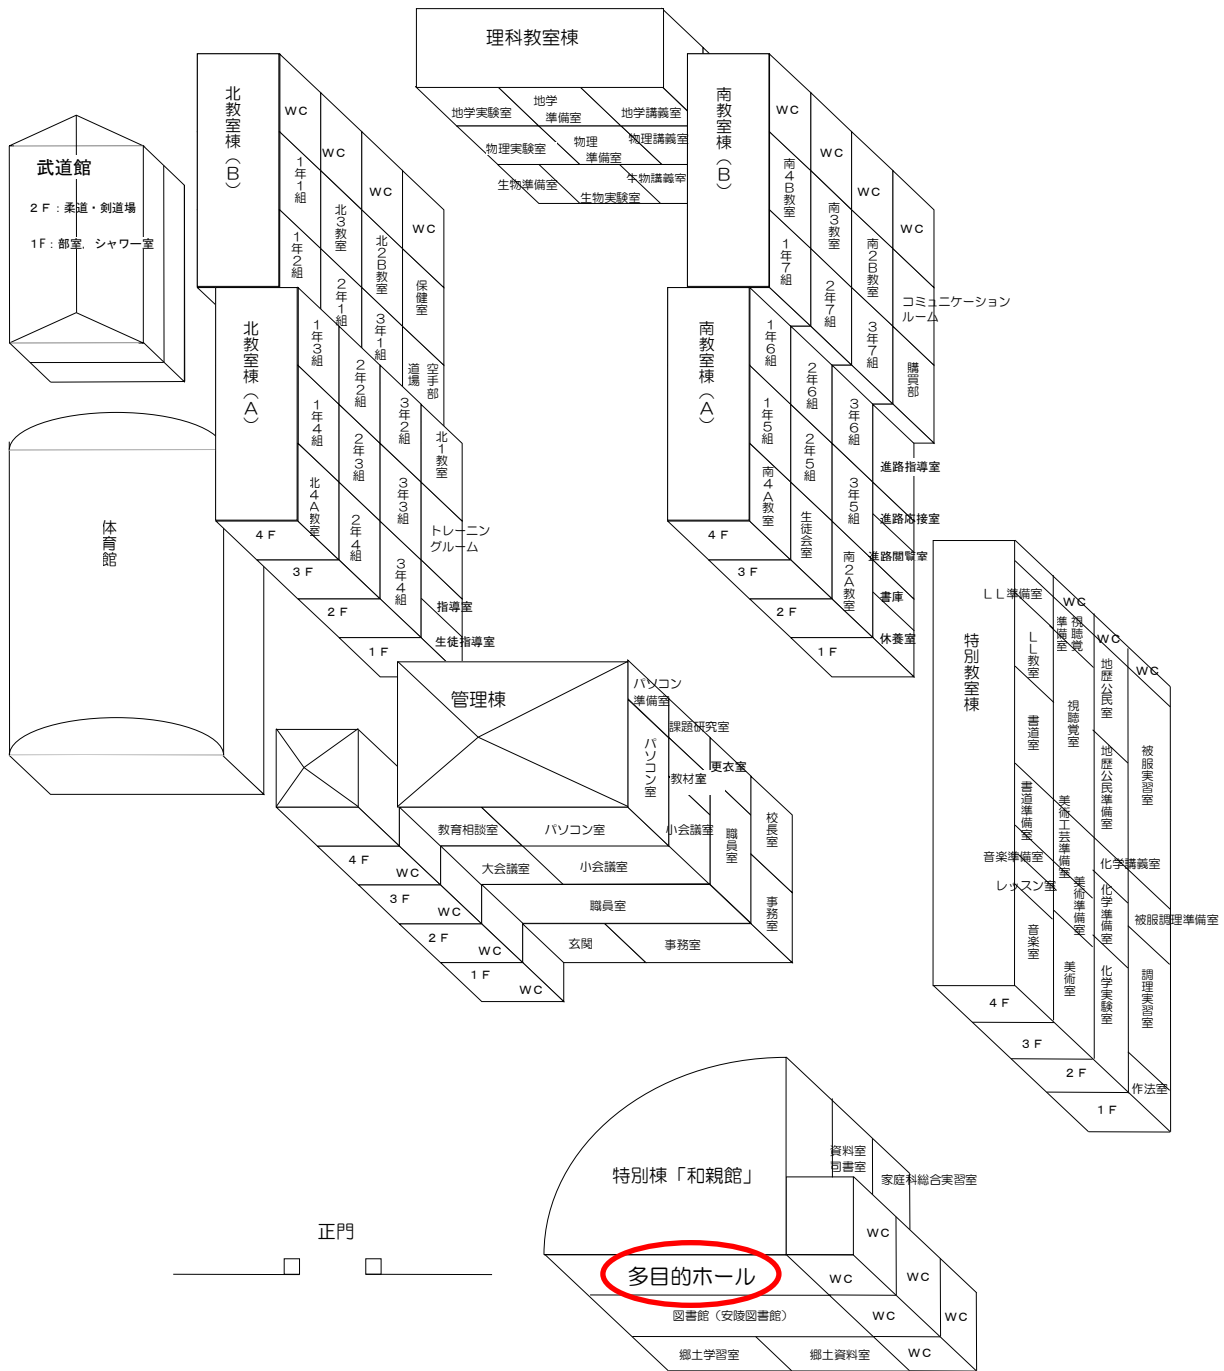 理科教室棟
地学実験室
地学
準備室
地学講義室
物理実験室
物理
準備室
物理講義室
生物準備室
生物実験室
生物講義室
北教室棟(B)
WC
WC
WC
WC
1年1組
北3教室
北2B教室
保健室
1年2組
2年1組
3年1組
空手部
道場
武道館
2F:柔道・剣道場
1F:部室,シャワー室
北教室棟(A)
1年3組
2年2組
3年2組
北1教室
1年4組
2年3組
3年3組
トレーニン
グルーム
北4A教室
2年4組
3年4組
指導室
生徒指導室
4F
3F
2F
1F
南教室棟(B)
WC
WC
WC
WC
南4B教室
南3教室
南2B教室
コミュニケーション
ルーム
1年7組
2年7組
3年7組
購買部
南教室棟(A)
1年6組
2年6組
3年6組
進路指導室
1年5組
2年5組
3年5組
進路応接室
進路閲覧室
南4A教室
生徒会室
南2A教室
書庫
休養室
4F
3F
2F
1F
体育館
管理棟
パソコン
準備室
課題研究室
更衣室
パソコン室
教材室
小会議室
職員室
校長室
事務室
教育相談室
パソコン室
大会議室
小会議室
職員室
玄関
事務室
4F
WC
3F
WC
2F
WC
1F
WC
特別教室棟
LL準備室
WC
WC
WC
LL教室
視聴覚
準備室
地歴公民室
書道室
視聴覚室
地歴公民準備室
被服実習室
書道準備室
美術工芸準備室
化学講義室
音楽準備室
レッスン室
美術準備室
化学準備室
被服調理準備室
音楽室
美術室
化学実験室
調理実習室
作法室
4F
3F
2F
1F
特別棟「和親館」
資料室
司書室
家庭科総合実習室
WC
WC
WC
多目的ホール
WC
図書館(安陵図書館)
WC
郷土学習室
郷土資料室
WC
正門